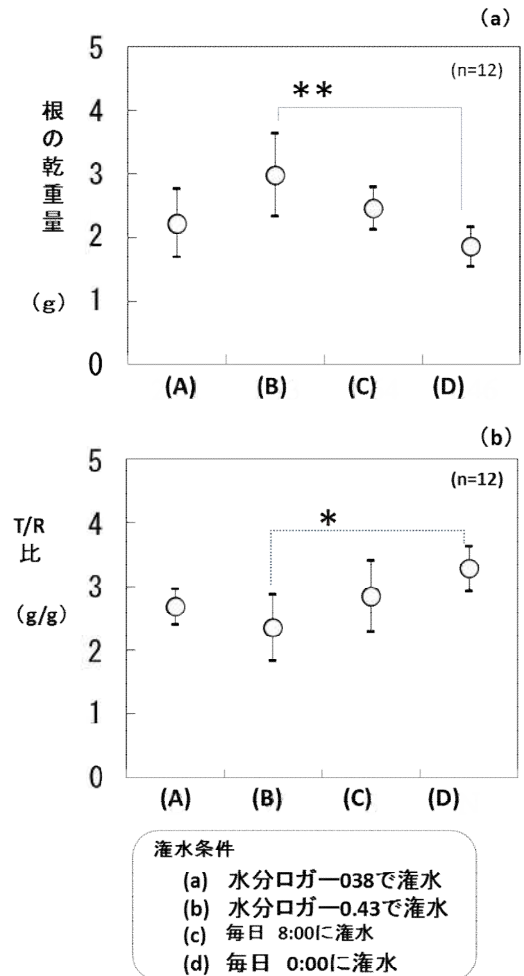 (a)
5
4
3
2
1
0
根の乾重量
(g)
(n=12)
**
(A) (B) (C) (D)
(b)
5
4
3
2
1
0
T/R
比
(g/g)
(n=12)
*
(A) (B) (C) (D)
潅水条件
(a) 水分ロガー038で潅水
(b) 水分ロガー0.43で潅水
(c) 毎日 8:00に潅水
(d) 毎日 0:00に潅水